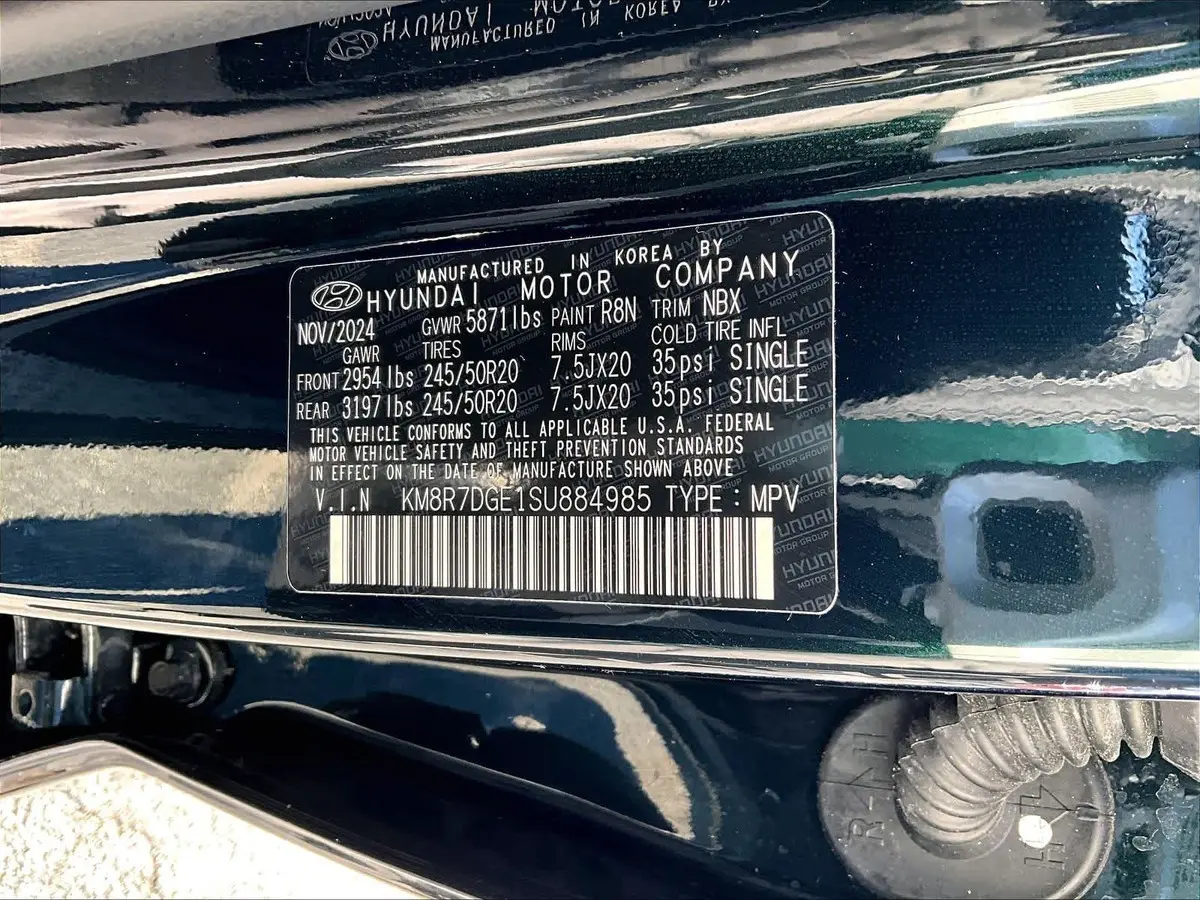 MANUFACTURED IN KOREA BY
HYUNDAI MOTOR COMPANY
NOV/2024 GVWR 5871lbs PAINT R8N TRIM NBX
GAWR TIRES RIMS COLD TIRE INFL
FRONT 2954 lbs 245/50R20 7.5JX20 35psi SINGLE
REAR 3197 lbs 245/50R20 7.5JX20 35psi SINGLE
THIS VEHICLE CONFORMS TO ALL APPLICABLE U.S.A. FEDERAL
MOTOR VEHICLE SAFETY AND THEFT PREVENTION STANDARDS
IN EFFECT ON THE DATE OF MANUFACTURE SHOWN ABOVE
V.I.N KM8R7DGE1SU884985 TYPE : MPV
R-LH